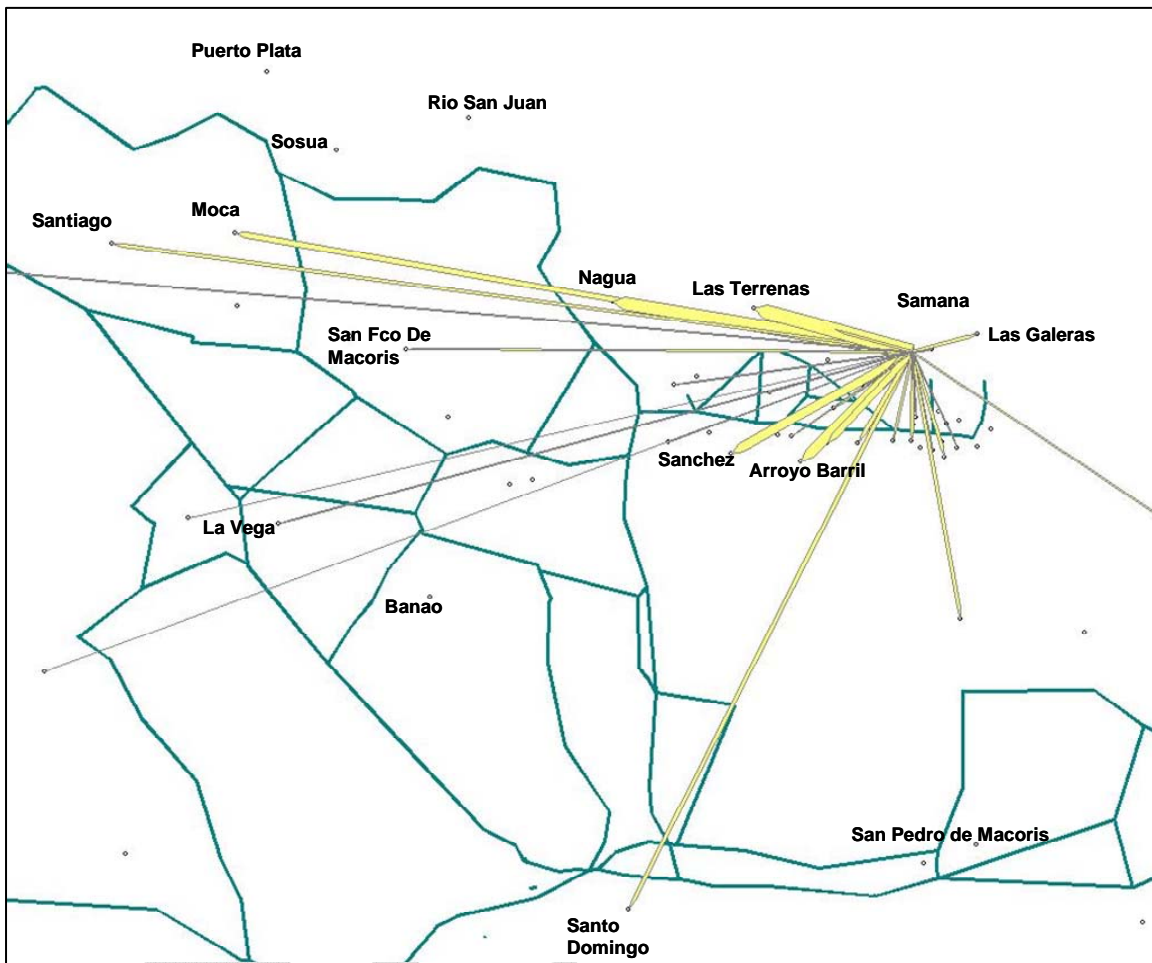 Puerto Plata
Rio San Juan
Sosua
Moca
Santiago
Nagua
Las Terrenas
Samana
Las Galeras
San Fco De
Macoris
Sanchez
Arroyo Barril
La Vega
Banao
San Pedro de Macoris
Santo
Domingo